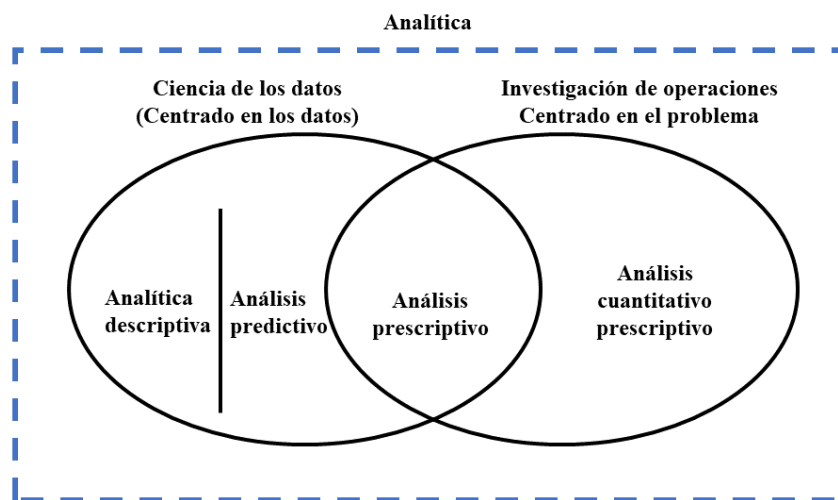 Analítica
Ciencia de los datos
(Centrado en los datos)
Investigación de operaciones
Centrado en el problema
Analítica
descriptiva
Análisis
predictivo
Análisis
prescriptivo
Análisis
cuantitativo
prescriptivo